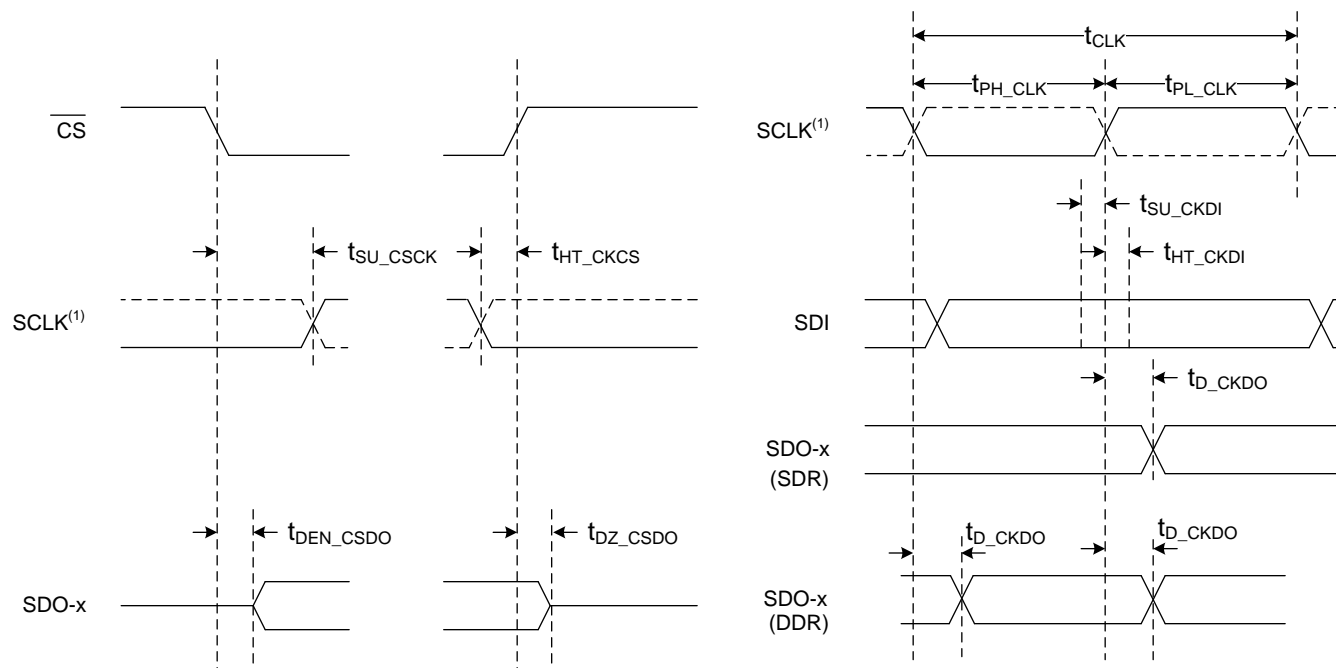 CS
SCLK(1)
tSU_CSCK
tHT_CKCS
SDO-x
tDEN_CSDO
tDZ_CSDO
tCLK
tPH_CLK
tPL_CLK
SCLK(1)
tSU_CKDI
tHT_CKDI
SDI
tD_CKDO
SDO-x
(SDR)
tD_CKDO
tD_CKDO
SDO-x
(DDR)